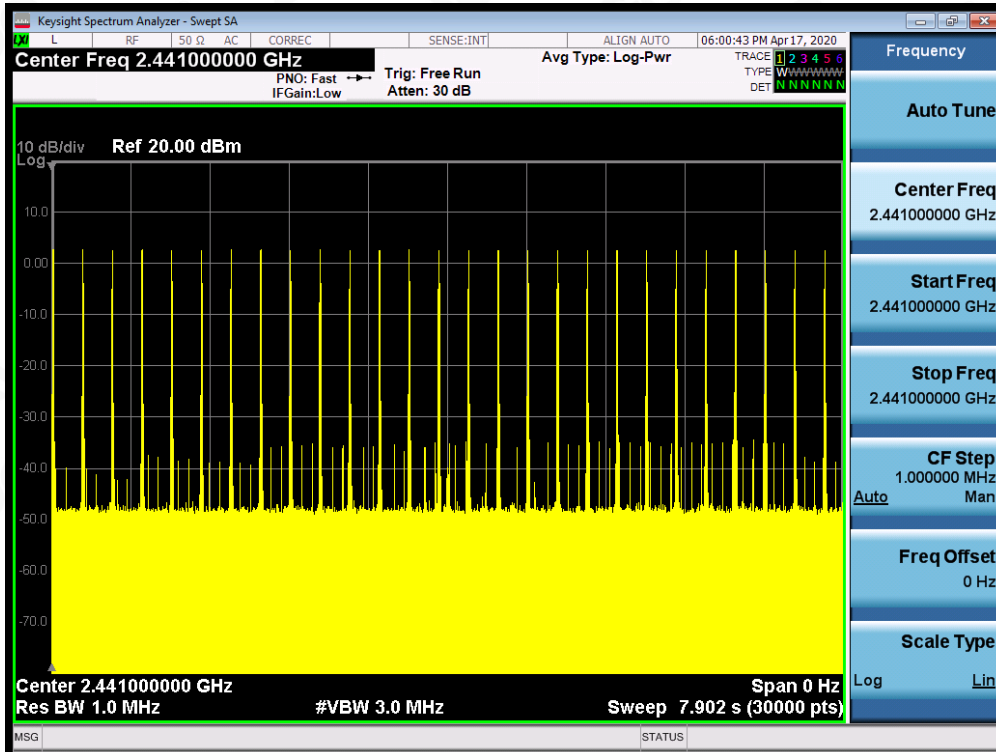 Keysight Spectrum Analyzer - Swept SA
LXI L RF 50 Ω AC CORREC SENSE:INT ALIGN AUTO 06:00:43 PM Apr 17, 2020
Center Freq 2.441000000 GHz
PNO: Fast
IFGain:Low
Trig: Free Run
Atten: 30 dB
Avg Type: Log-Pwr
TRACE 1 2 3 4 5 6
TYPE WWWWWW
DET N N N N N N
10 dB/div Ref 20.00 dBm
Log
10.0
0.00
-10.0
-20.0
-30.0
-40.0
-50.0
-60.0
-70.0
Center 2.441000000 GHz Span 0 Hz
Res BW 1.0 MHz #VBW 3.0 MHz Sweep 7.902 s (30000 pts)
MSG STATUS
Frequency
Auto Tune
Center Freq
2.441000000 GHz
Start Freq
2.441000000 GHz
Stop Freq
2.441000000 GHz
CF Step
1.000000 MHz
Auto Man
Freq Offset
0 Hz
Scale Type
Log Lin